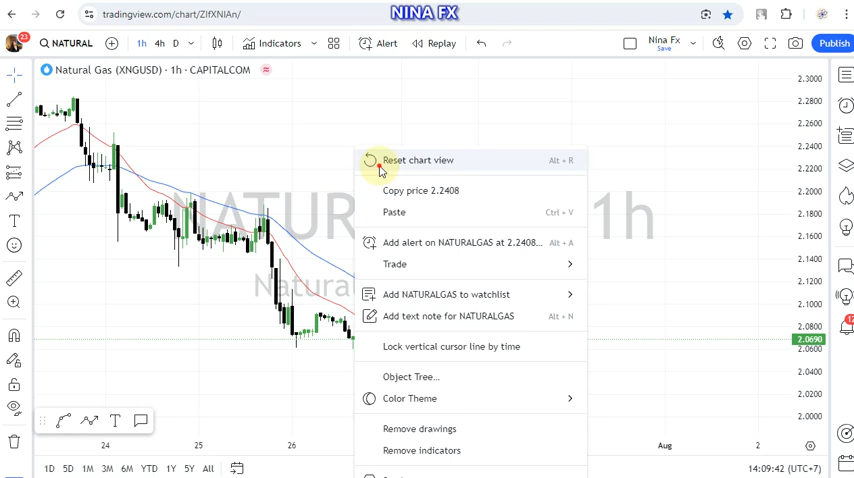 NINA FX
tradingview.com/chart/ZIfXNIAn/
23
NATURAL
1h 4h D
Indicators
Alert
Replay
Nina Fx
Save
Publish
Natural Gas (XNGUSD) · 1h · CAPITALCOM
NATUR
1h
Natural
Reset chart view Alt + R
Copy price 2.2408
Paste Ctrl + V
Add alert on NATURALGAS at 2.2408... Alt + A
Trade
Add NATURALGAS to watchlist
Add text note for NATURALGAS Alt + N
Lock vertical cursor line by time
Object Tree...
Color Theme
Remove drawings
Remove indicators
2.3000
2.2800
2.2600
2.2400
2.2200
2.2000
2.1800
2.1600
2.1400
2.1200
2.1000
2.0800
2.0690
2.0600
2.0400
2.0200
2.0000
24 25 26 Aug 2
1D 5D 1M 3M 6M YTD 1Y 5Y All
14:09:42 (UTC+7)